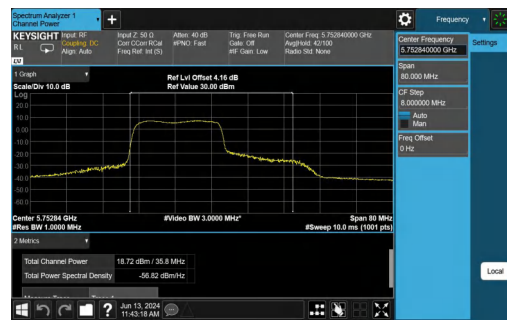 Spectrum Analyzer 1
Channel Power
Frequency
KEYSIGHT
Input: RF
Input Z: 50 Ω
Atten: 40 dB
Trig: Free Run
Center Freq: 5.752840000 GHz
R L
Coupling: DC
Corr CCorr RCal
#PNO: Fast
Gate: Off
Avg|Hold: 42/100
Align: Auto
Freq Ref: Int (S)
#IF Gain: Low
Radio Std: None
LXI
Center Frequency
5.752840000 GHz
Settings
Span
80.000 MHz
CF Step
8.000000 MHz
Auto
Man
Freq Offset
0 Hz
1 Graph
Ref Lvl Offset 4.16 dB
Scale/Div 10.0 dB
Ref Value 30.00 dBm
Log
20.0
10.0
0.00
-10.0
-20.0
-30.0
-40.0
-50.0
-60.0
Center 5.75284 GHz
#Video BW 3.0000 MHz*
Span 80 MHz
#Res BW 1.0000 MHz
#Sweep 10.0 ms (1001 pts)
2 Metrics
Total Channel Power
18.72 dBm / 35.8 MHz
Total Power Spectral Density
-56.82 dBm/Hz
Local
?
Jun 13, 2024
11:43:18 AM